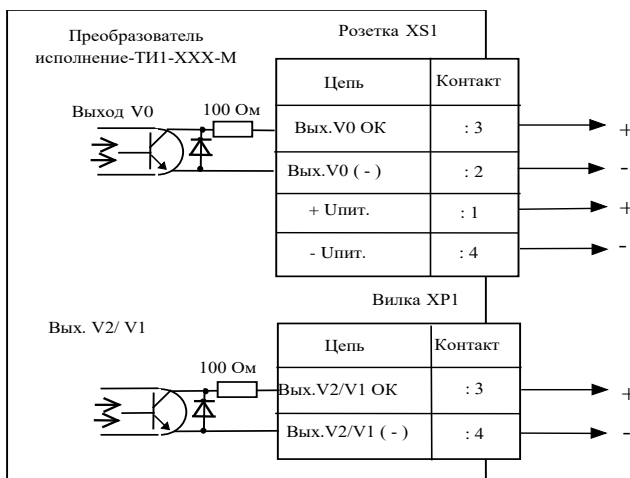 Преобразователь
исполнение-ТИ1-ХХХ-М
Розетка XS1
Цепь Контакт
Выход V0 100 Ом
Вых.V0 ОК : 3 +
Вых.V0 ( - ) : 2 -
+ Uпит. : 1 +
- Uпит. : 4 -
Вилка XP1
Вых. V2/ V1
Цепь Контакт
100 Ом
Вых.V2/V1 ОК : 3 +
Вых.V2/V1 ( - ) : 4 -